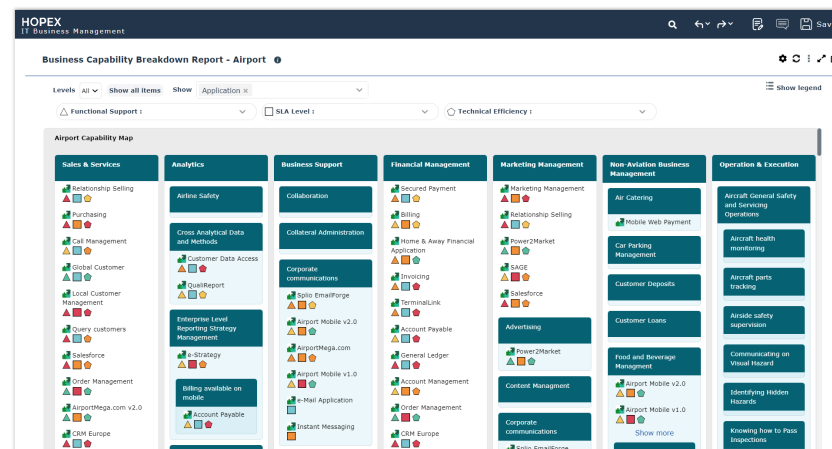 HOPEX
IT Business Management
Sav
Business Capability Breakdown Report - Airport
Levels All Show all items Show Application × Show legend
Functional Support : SLA Level : Technical Efficiency :
Airport Capability Map
Sales & Services
Relationship Selling
Purchasing
Call Management
Global Customer
Local Customer
Management
Query customers
Salesforce
Order Management
AirportMega.com v2.0
CRM Europe
Analytics
Airline Safety
Cross Analytical Data
and Methods
Customer Data Access
QualiReport
Enterprise Level
Reporting Strategy
Management
e-Strategy
Billing available on
mobile
Account Payable
Business Support
Collaboration
Collateral Administration
Corporate
communications
Splio EmailForge
Airport Mobile v2.0
AirportMega.com
Airport Mobile v1.0
e-Mail Application
Instant Messaging
Financial Management
Secured Payment
Billing
Home & Away Financial
Application
Invoicing
TerminalLink
Account Payable
General Ledger
Account Management
Order Management
CRM Europe
Marketing Management
Marketing Management
Relationship Selling
Power2Market
SAGE
Salesforce
Advertising
Power2Market
Content Managment
Corporate
communications
Splio EmailForge
Non-Aviation Business
Management
Air Catering
Mobile Web Payment
Car Parking
Management
Customer Deposits
Customer Loans
Food and Beverage
Managment
Airport Mobile v2.0
Airport Mobile v1.0
Show more
Operation & Execution
Aircraft General Safety
and Servicing
Operations
Aircraft health
monitoring
Aircraft parts
tracking
Airside safety
supervision
Communicating on
Visual Hazard
Identifying Hidden
Hazards
Knowing how to Pass
Inspections